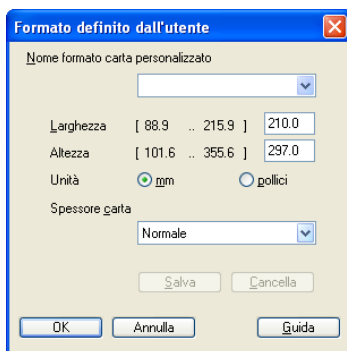 Formato definito dall'utente
Nome formato carta personalizzato
Larghezza [ 88.9 .. 215.9 ] 210.0
Altezza [ 101.6 .. 355.6 ] 297.0
Unità mm pollici
Spessore carta
Normale
Salva Cancella
OK Annulla Guida